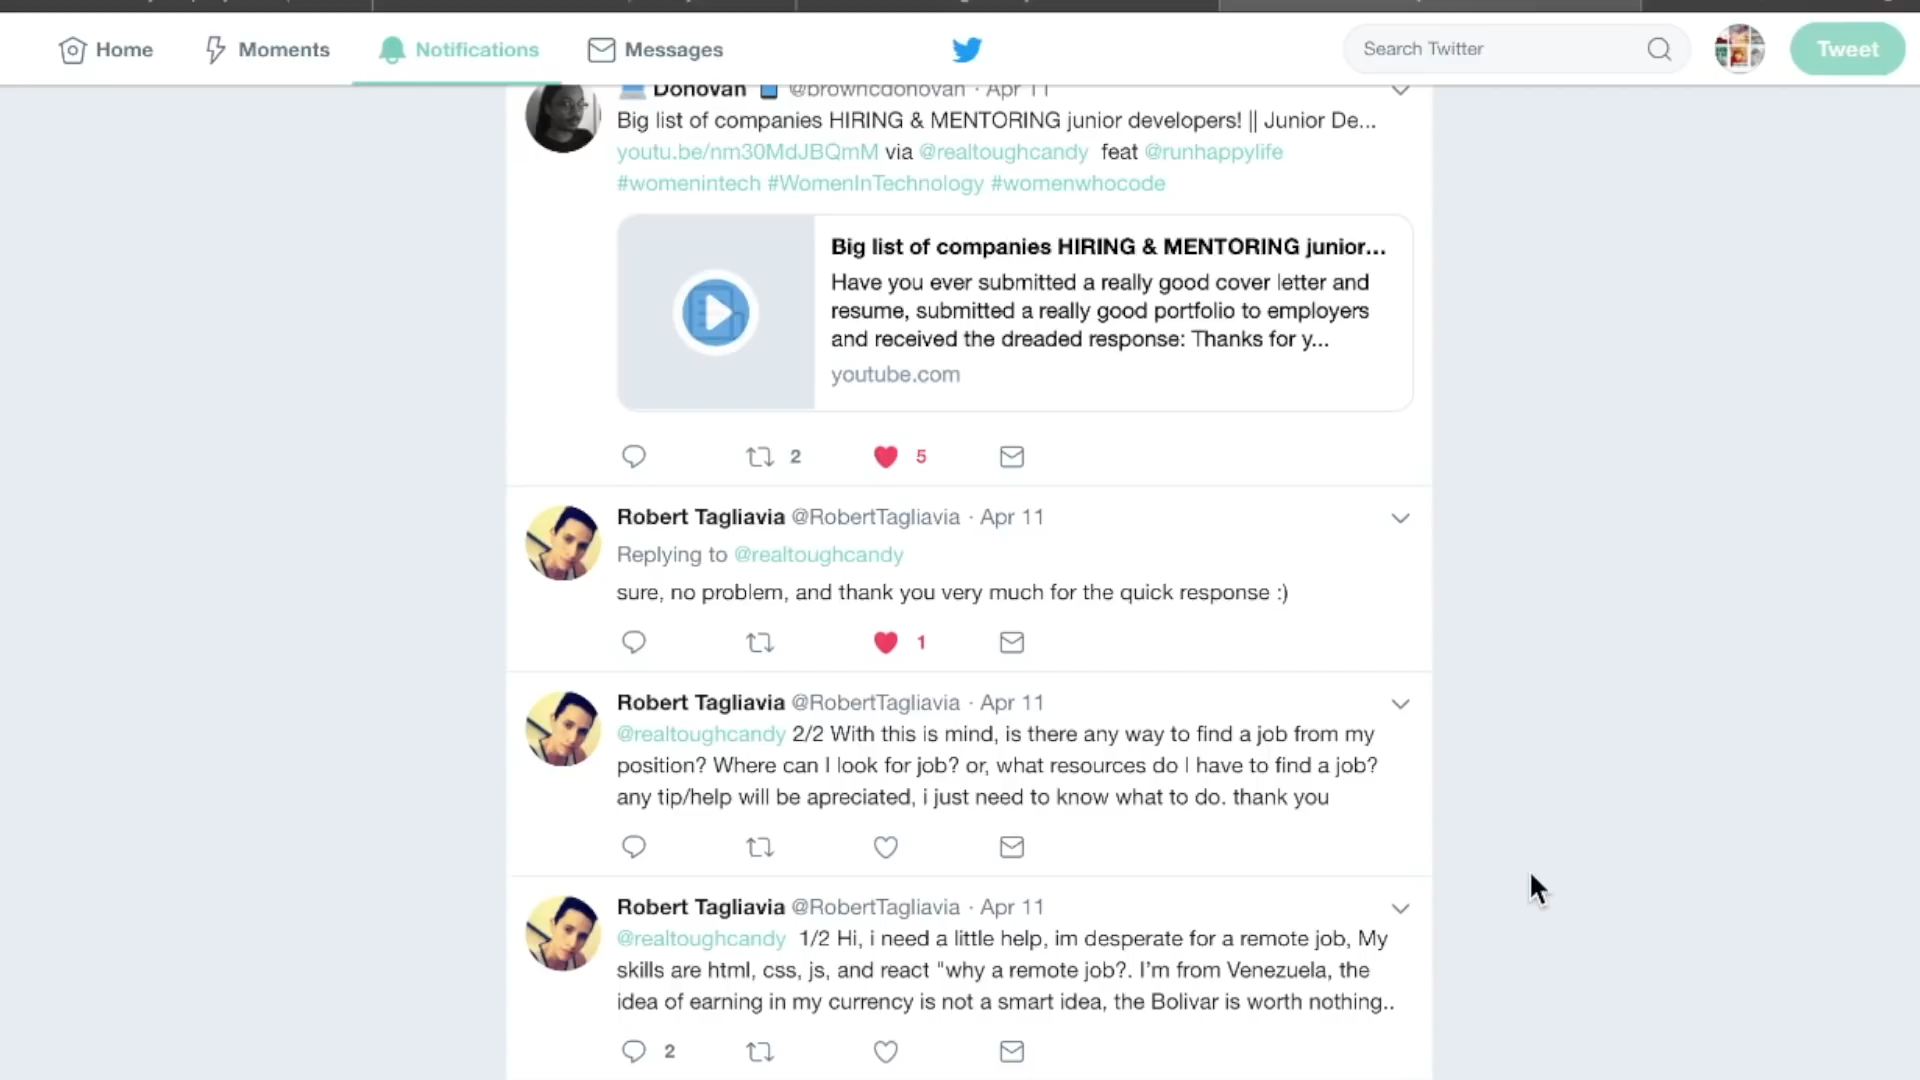 Home
Moments
Notifications
Messages
Search Twitter
Tweet
Donovan @browncdonovan · Apr 11
Big list of companies HIRING & MENTORING junior developers! || Junior De...
youtu.be/nm30MdJBQmM via @realtoughcandy feat @runhappylife
#womenintech #WomenInTechnology #womenwhocode
Big list of companies HIRING & MENTORING junior...
Have you ever submitted a really good cover letter and
resume, submitted a really good portfolio to employers
and received the dreaded response: Thanks for y...
youtube.com
2
5
Robert Tagliavia @RobertTagliavia · Apr 11
Replying to @realtoughcandy
sure, no problem, and thank you very much for the quick response :)
1
Robert Tagliavia @RobertTagliavia · Apr 11
@realtoughcandy 2/2 With this is mind, is there any way to find a job from my
position? Where can I look for job? or, what resources do I have to find a job?
any tip/help will be apreciated, i just need to know what to do. thank you
Robert Tagliavia @RobertTagliavia · Apr 11
@realtoughcandy 1/2 Hi, i need a little help, im desperate for a remote job, My
skills are html, css, js, and react "why a remote job?. I'm from Venezuela, the
idea of earning in my currency is not a smart idea, the Bolivar is worth nothing..
2